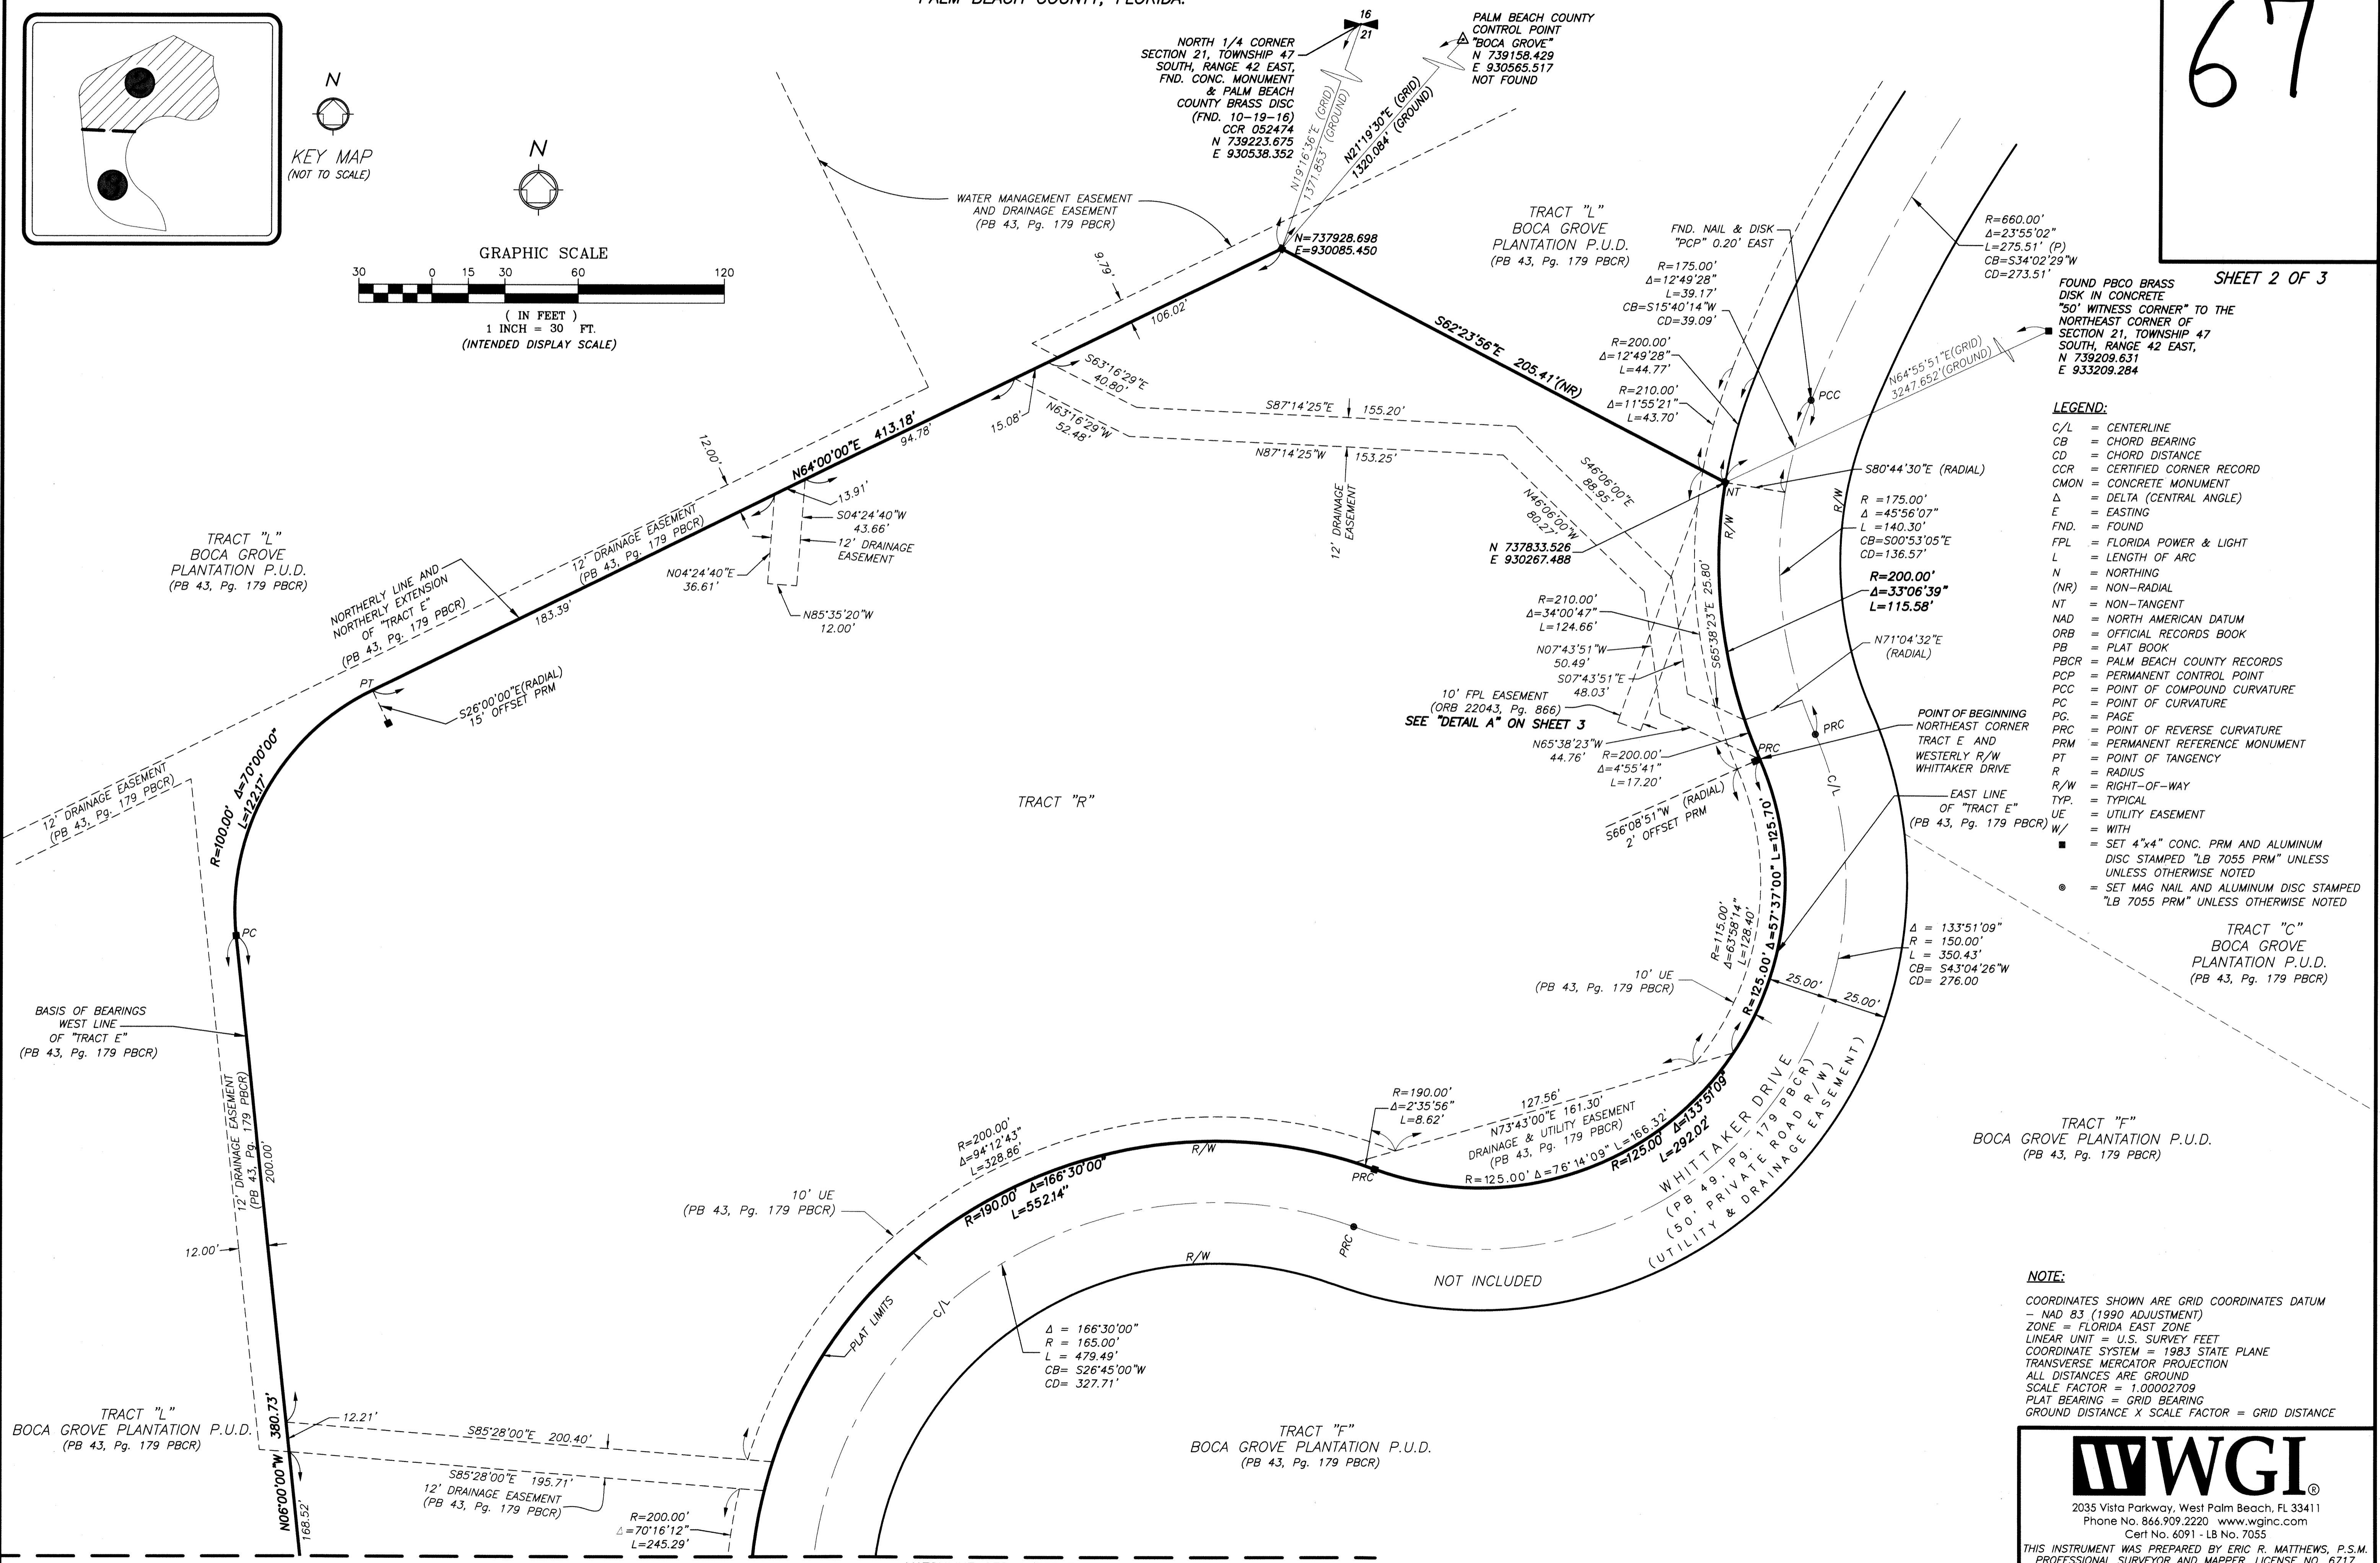 PALM BEACH COUNTY, FLORIDA.
67
SHEET 2 OF 3
N
KEY MAP
(NOT TO SCALE)
N
GRAPHIC SCALE
30 0 15 30 60 120
( IN FEET )
1 INCH = 30 FT.
(INTENDED DISPLAY SCALE)
NORTH 1/4 CORNER
SECTION 21, TOWNSHIP 47
SOUTH, RANGE 42 EAST,
FND. CONC. MONUMENT
& PALM BEACH
COUNTY BRASS DISC
(FND. 10-19-16)
CCR 052474
N 739223.675
E 930538.352
16
21
PALM BEACH COUNTY
CONTROL POINT
"BOCA GROVE"
N 739158.429
E 930565.517
NOT FOUND
N19°16'36"E (GRID)
1371.853' (GROUND)
N21°19'30"E (GRID)
1320.084' (GROUND)
WATER MANAGEMENT EASEMENT
AND DRAINAGE EASEMENT
(PB 43, Pg. 179 PBCR)
N=737928.698
E=930085.450
TRACT "L"
BOCA GROVE
PLANTATION P.U.D.
(PB 43, Pg. 179 PBCR)
FND. NAIL & DISK
"PCP" 0.20' EAST
R=175.00'
Δ=12°49'28"
L=39.17'
CB=S15°40'14"W
CD=39.09'
R=200.00'
Δ=12°49'28"
L=44.77'
R=210.00'
Δ=11°55'21"
L=43.70'
R=660.00'
Δ=23°55'02"
L=275.51' (P)
CB=S34°02'29"W
CD=273.51'
FOUND PBCO BRASS
DISK IN CONCRETE
"50' WITNESS CORNER" TO THE
NORTHEAST CORNER OF
SECTION 21, TOWNSHIP 47
SOUTH, RANGE 42 EAST,
N 739209.631
E 933209.284
N64°55'51"E(GRID)
3247.652'(GROUND)
PCC
S62°23'56"E 205.41'(NR)
9.79'
106.02'
S63°16'29"E
40.80'
N63°16'29"W
52.48'
15.08'
S87°14'25"E 155.20'
N87°14'25"W 153.25'
12' DRAINAGE
EASEMENT
S46°06'00"E
88.95'
N46°06'00"W
80.27'
12.00'
N64°00'00"E 413.18'
94.78'
13.91'
S04°24'40"W
43.66'
12' DRAINAGE
EASEMENT
N04°24'40"E
36.61'
N85°35'20"W
12.00'
12' DRAINAGE EASEMENT
(PB 43, Pg. 179 PBCR)
TRACT "L"
BOCA GROVE
PLANTATION P.U.D.
(PB 43, Pg. 179 PBCR)
NORTHERLY LINE AND
NORTHERLY EXTENSION
OF "TRACT E"
(PB 43, Pg. 179 PBCR)
183.39'
PT
S26°00'00"E(RADIAL)
15' OFFSET PRM
NT
S80°44'30"E (RADIAL)
R/W
R/W
R =175.00'
Δ =45°56'07"
L =140.30'
CB=S00°53'05"E
CD=136.57'
R=200.00'
Δ=33°06'39"
L=115.58'
N 737833.526
E 930267.488
R=210.00'
Δ=34°00'47"
L=124.66'
N07°43'51"W
50.49'
S07°43'51"E
48.03'
S65°38'23"E 25.80'
N71°04'32"E
(RADIAL)
10' FPL EASEMENT
(ORB 22043, Pg. 866)
SEE "DETAIL A" ON SHEET 3
N65°38'23"W
44.76'
R=200.00'
Δ=4°55'41"
L=17.20'
PRC
PRC
POINT OF BEGINNING
NORTHEAST CORNER
TRACT E AND
WESTERLY R/W
WHITTAKER DRIVE
S66°08'51"W (RADIAL)
2' OFFSET PRM
C/L
EAST LINE
OF "TRACT E"
(PB 43, Pg. 179 PBCR)
LEGEND:
C/L = CENTERLINE
CB = CHORD BEARING
CD = CHORD DISTANCE
CCR = CERTIFIED CORNER RECORD
CMON = CONCRETE MONUMENT
Δ = DELTA (CENTRAL ANGLE)
E = EASTING
FND. = FOUND
FPL = FLORIDA POWER & LIGHT
L = LENGTH OF ARC
N = NORTHING
(NR) = NON-RADIAL
NT = NON-TANGENT
NAD = NORTH AMERICAN DATUM
ORB = OFFICIAL RECORDS BOOK
PB = PLAT BOOK
PBCR = PALM BEACH COUNTY RECORDS
PCP = PERMANENT CONTROL POINT
PCC = POINT OF COMPOUND CURVATURE
PC = POINT OF CURVATURE
PG. = PAGE
PRC = POINT OF REVERSE CURVATURE
PRM = PERMANENT REFERENCE MONUMENT
PT = POINT OF TANGENCY
R = RADIUS
R/W = RIGHT-OF-WAY
TYP. = TYPICAL
UE = UTILITY EASEMENT
W/ = WITH
= SET 4"x4" CONC. PRM AND ALUMINUM
DISC STAMPED "LB 7055 PRM" UNLESS
UNLESS OTHERWISE NOTED
= SET MAG NAIL AND ALUMINUM DISC STAMPED
"LB 7055 PRM" UNLESS OTHERWISE NOTED
TRACT "R"
12' DRAINAGE EASEMENT
(PB 43, Pg. 179 PBCR)
R=100.00' Δ=70°00'00"
L=122.17'
PC
BASIS OF BEARINGS
WEST LINE
OF "TRACT E"
(PB 43, Pg. 179 PBCR)
12' DRAINAGE EASEMENT
(PB 43, Pg. 179 PBCR)
200.00'
12.00'
R=125.00' Δ=57°37'00" L=125.70'
R=115.00'
Δ=63°58'14"
L=128.40'
10' UE
(PB 43, Pg. 179 PBCR)
25.00'
25.00'
Δ = 133°51'09"
R = 150.00'
L = 350.43'
CB= S43°04'26"W
CD= 276.00
TRACT "C"
BOCA GROVE
PLANTATION P.U.D.
(PB 43, Pg. 179 PBCR)
R=190.00'
Δ=2°35'56"
L=8.62'
127.56'
N73°43'00"E 161.30'
DRAINAGE & UTILITY EASEMENT
(PB 43, Pg. 179 PBCR)
R=125.00' Δ=76°14'09" L=166.32'
R=125.00' Δ=133°51'09"
L=292.02'
WHITTAKER DRIVE
(PB 49, Pg. 179 PBCR)
(50' PRIVATE ROAD R/W)
(UTILITY & DRAINAGE EASEMENT)
TRACT "F"
BOCA GROVE PLANTATION P.U.D.
(PB 43, Pg. 179 PBCR)
R=200.00'
Δ=94°12'43"
L=328.86'
R/W
PRC
R=190.00' Δ=166°30'00"
L=552.14"
10' UE
(PB 43, Pg. 179 PBCR)
PRC
R/W
NOT INCLUDED
C/L
PLAT LIMITS
Δ = 166°30'00"
R = 165.00'
L = 479.49'
CB= S26°45'00"W
CD= 327.71'
TRACT "L"
BOCA GROVE PLANTATION P.U.D.
(PB 43, Pg. 179 PBCR)
N06°00'00"W 380.73'
168.52'
12.21'
S85°28'00"E 200.40'
S85°28'00"E 195.71'
12' DRAINAGE EASEMENT
(PB 43, Pg. 179 PBCR)
R=200.00'
Δ=70°16'12"
L=245.29'
TRACT "F"
BOCA GROVE PLANTATION P.U.D.
(PB 43, Pg. 179 PBCR)
NOTE:
COORDINATES SHOWN ARE GRID COORDINATES DATUM
- NAD 83 (1990 ADJUSTMENT)
ZONE = FLORIDA EAST ZONE
LINEAR UNIT = U.S. SURVEY FEET
COORDINATE SYSTEM = 1983 STATE PLANE
TRANSVERSE MERCATOR PROJECTION
ALL DISTANCES ARE GROUND
SCALE FACTOR = 1.00002709
PLAT BEARING = GRID BEARING
GROUND DISTANCE X SCALE FACTOR = GRID DISTANCE
WGI®
2035 Vista Parkway, West Palm Beach, FL 33411
Phone No. 866.909.2220 www.wginc.com
Cert No. 6091 - LB No. 7055
THIS INSTRUMENT WAS PREPARED BY ERIC R. MATTHEWS, P.S.M.
PROFESSIONAL SURVEYOR AND MAPPER, LICENSE NO. 6717